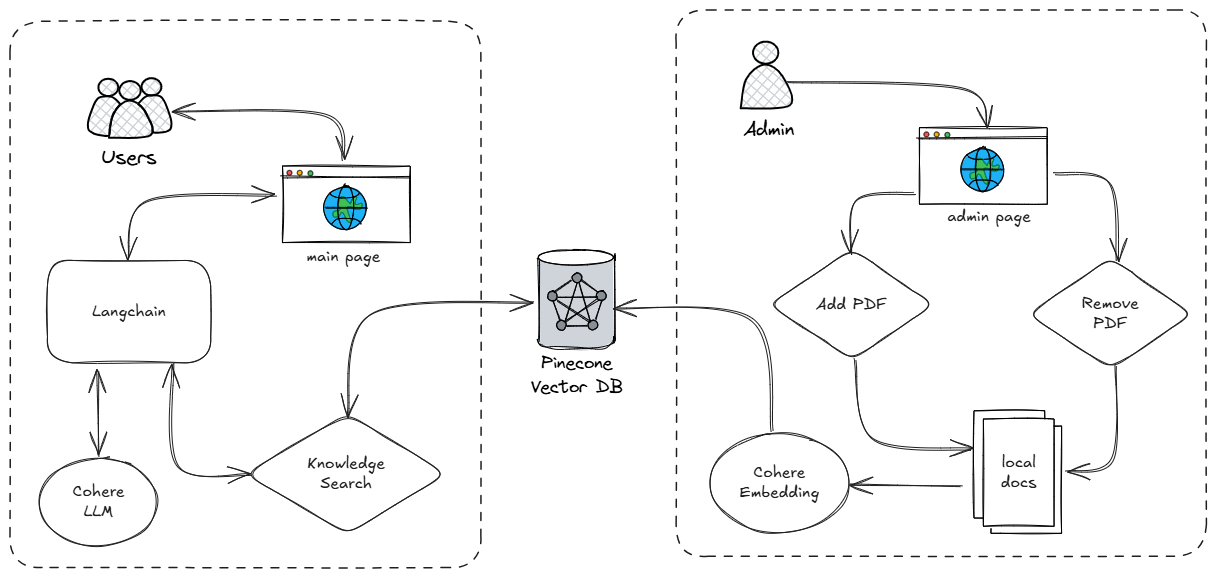 Users
main page
Langchain
Cohere
LLM
Knowledge
Search
Pinecone
Vector DB
Admin
admin page
Add PDF
Remove
PDF
local
docs
Cohere
Embedding